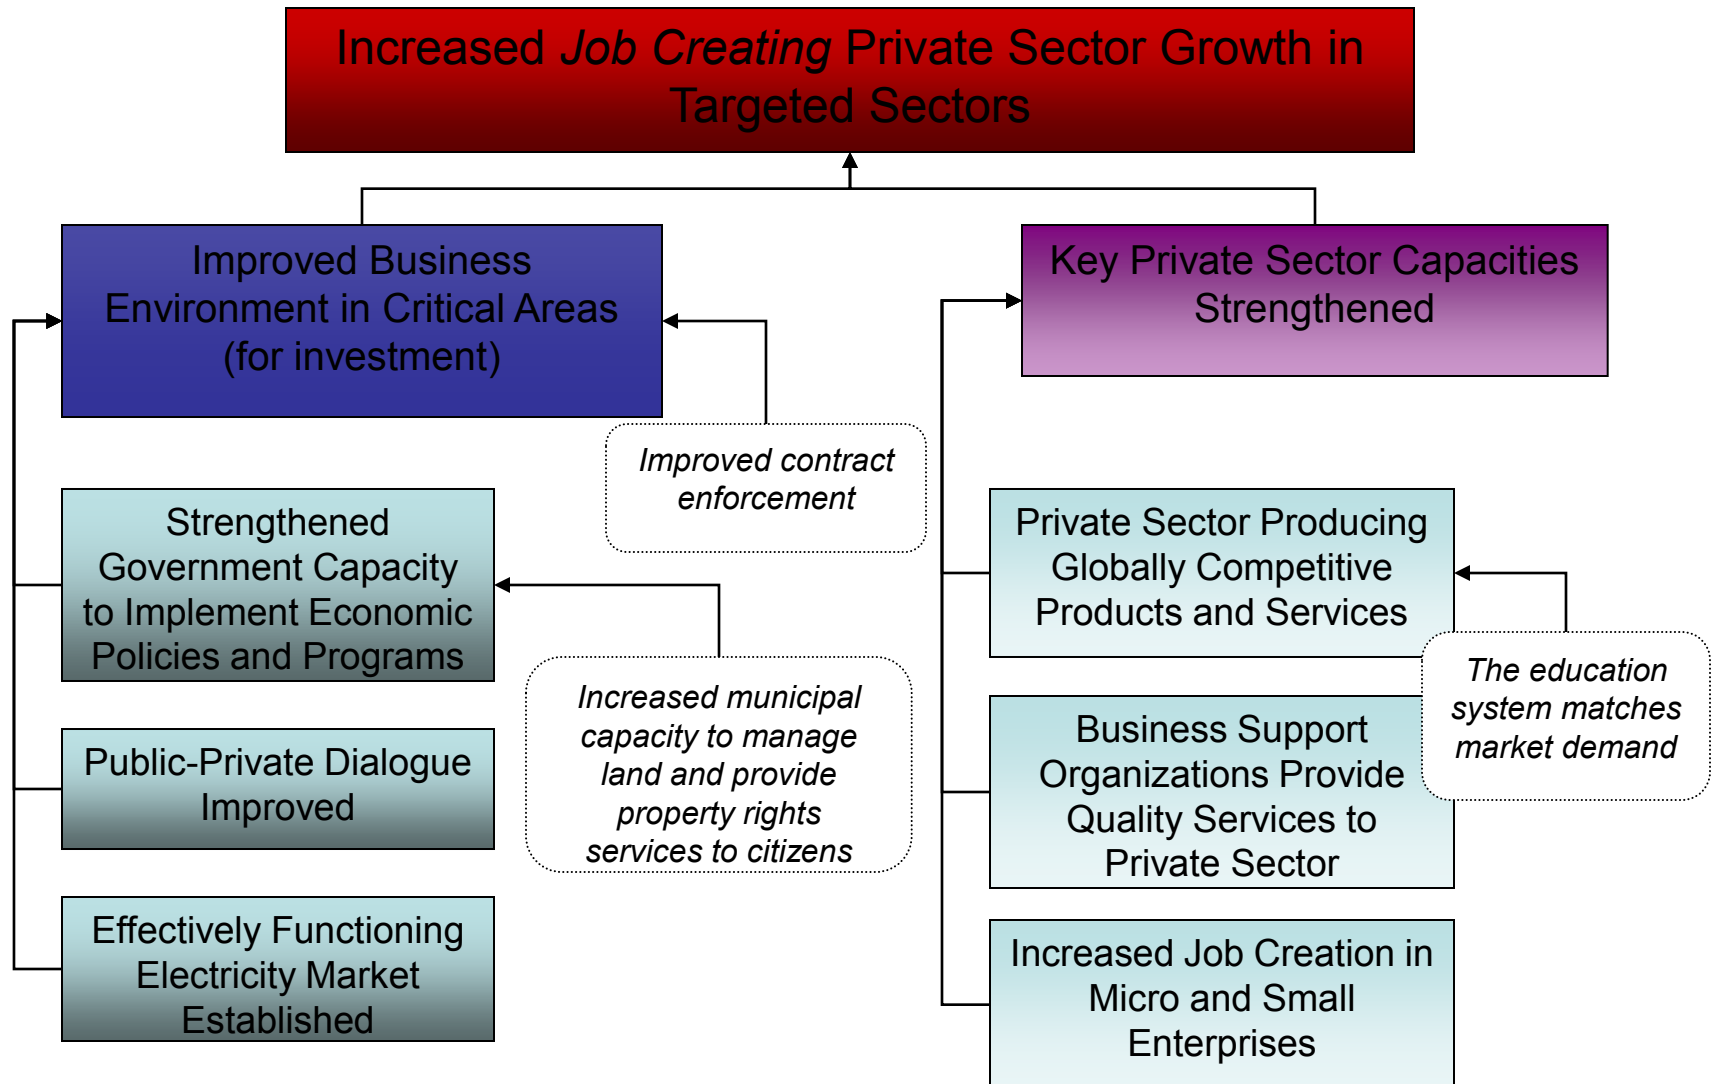 Increased Job Creating Private Sector Growth in
Targeted Sectors
Improved Business
Environment in Critical Areas
(for investment)
Key Private Sector Capacities
Strengthened
Improved contract
enforcement
Strengthened
Government Capacity
to Implement Economic
Policies and Programs
Private Sector Producing
Globally Competitive
Products and Services
Increased municipal
capacity to manage
land and provide
property rights
services to citizens
The education
system matches
market demand
Public-Private Dialogue
Improved
Business Support
Organizations Provide
Quality Services to
Private Sector
Effectively Functioning
Electricity Market
Established
Increased Job Creation in
Micro and Small
Enterprises